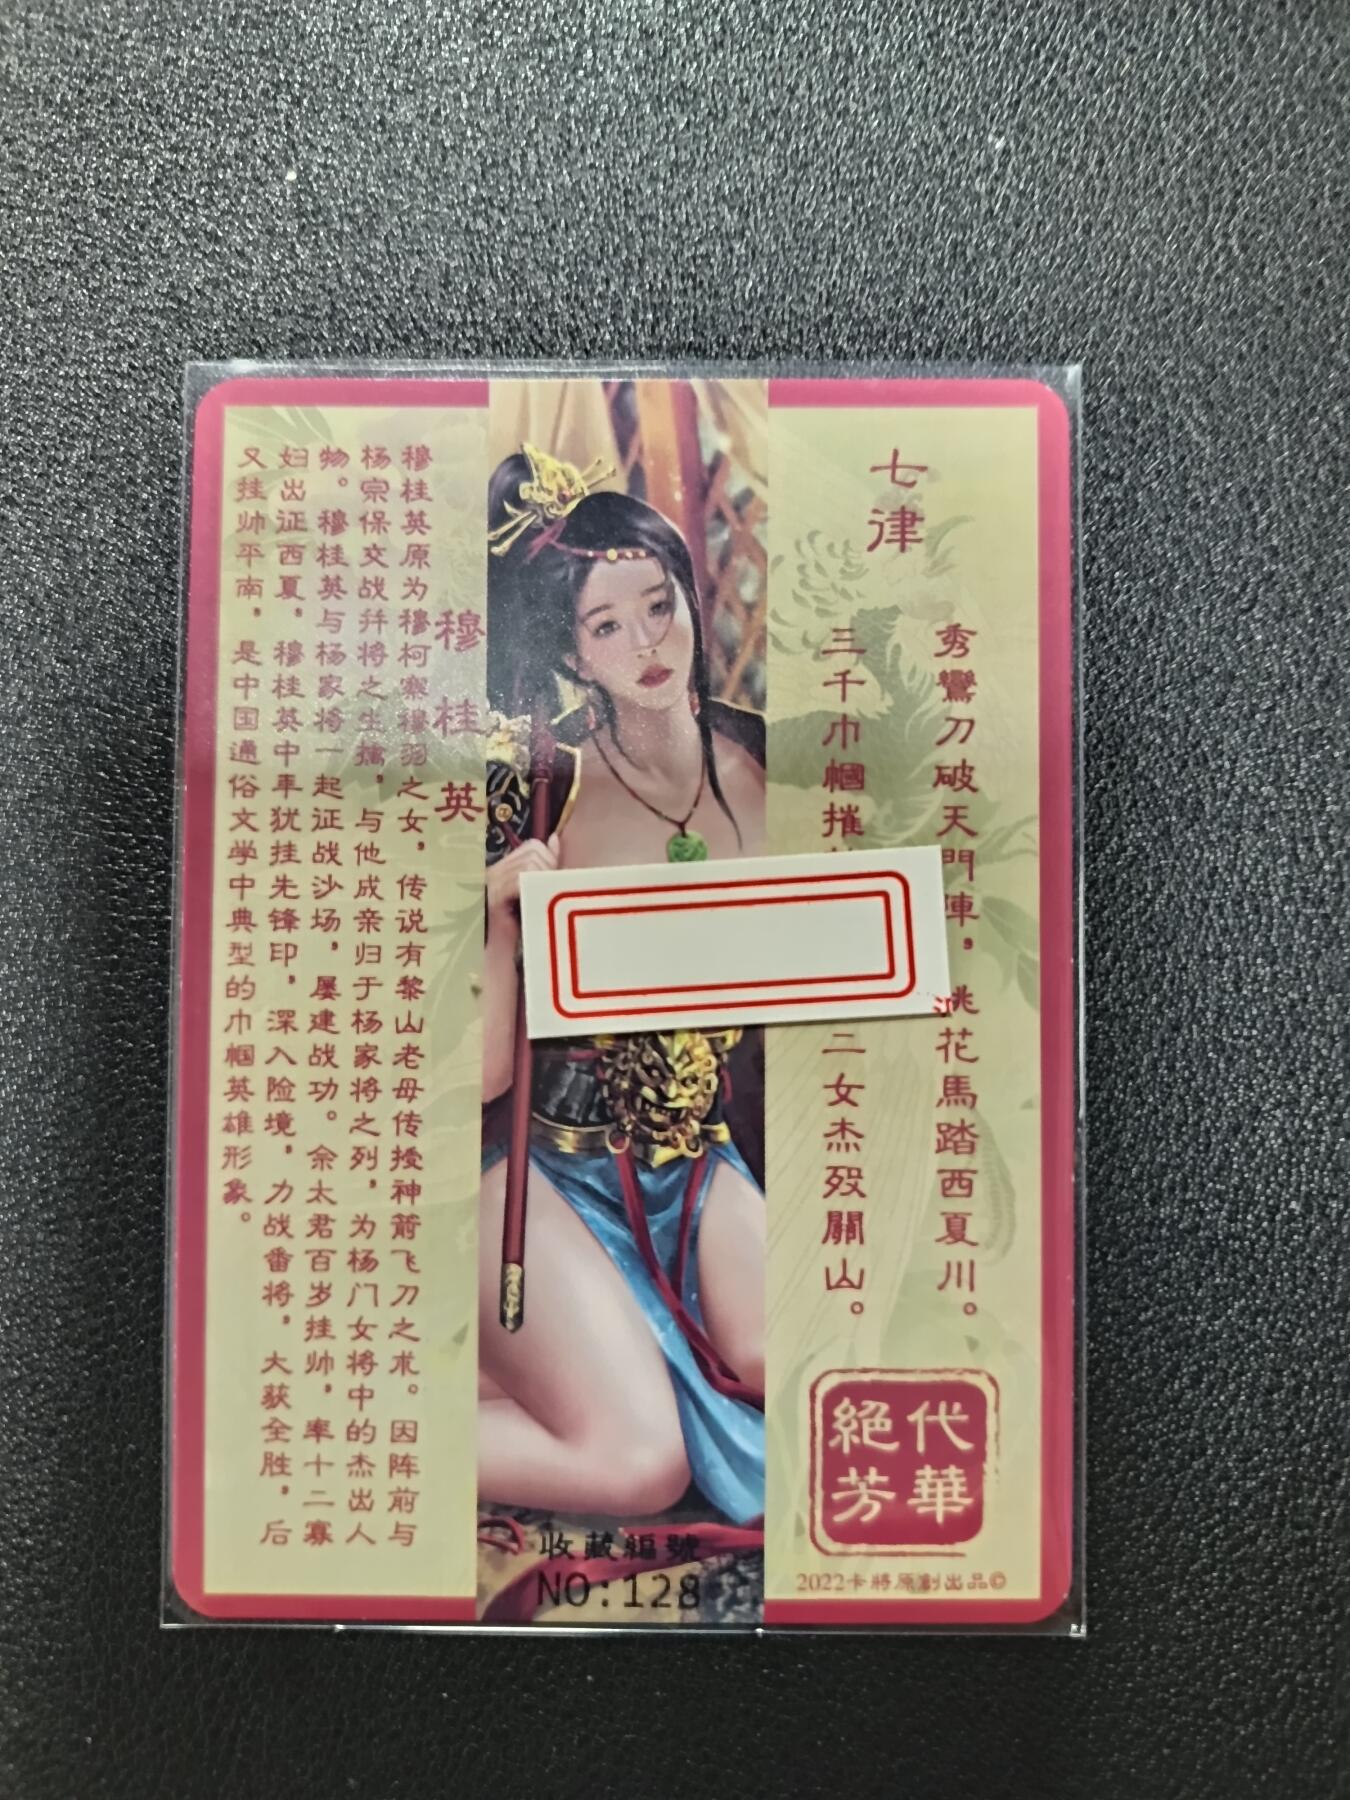 七律
秀鸞刀破天門陣，桃花馬踏西夏川。
三千巾幗摧
二女杰殁關山。
代華
絕芳
2022卡將原創出品©
穆桂英
穆桂英原为穆柯寨穆羽之女，传说有黎山老母传授神箭飞刀之术。因阵前与
杨宗保交战并将之生擒，与他成亲归于杨家将之列，为杨门女将中的杰出人
物。穆桂英与杨家将一起征战沙场，屡建战功。佘太君百岁挂帅，率十二寡
妇出征西夏，穆桂英中年犹挂先锋印，深入险境，力战番将，大获全胜，后
又挂帅平南，是中国通俗文学中典型的巾帼英雄形象。
收藏編號
NO:128